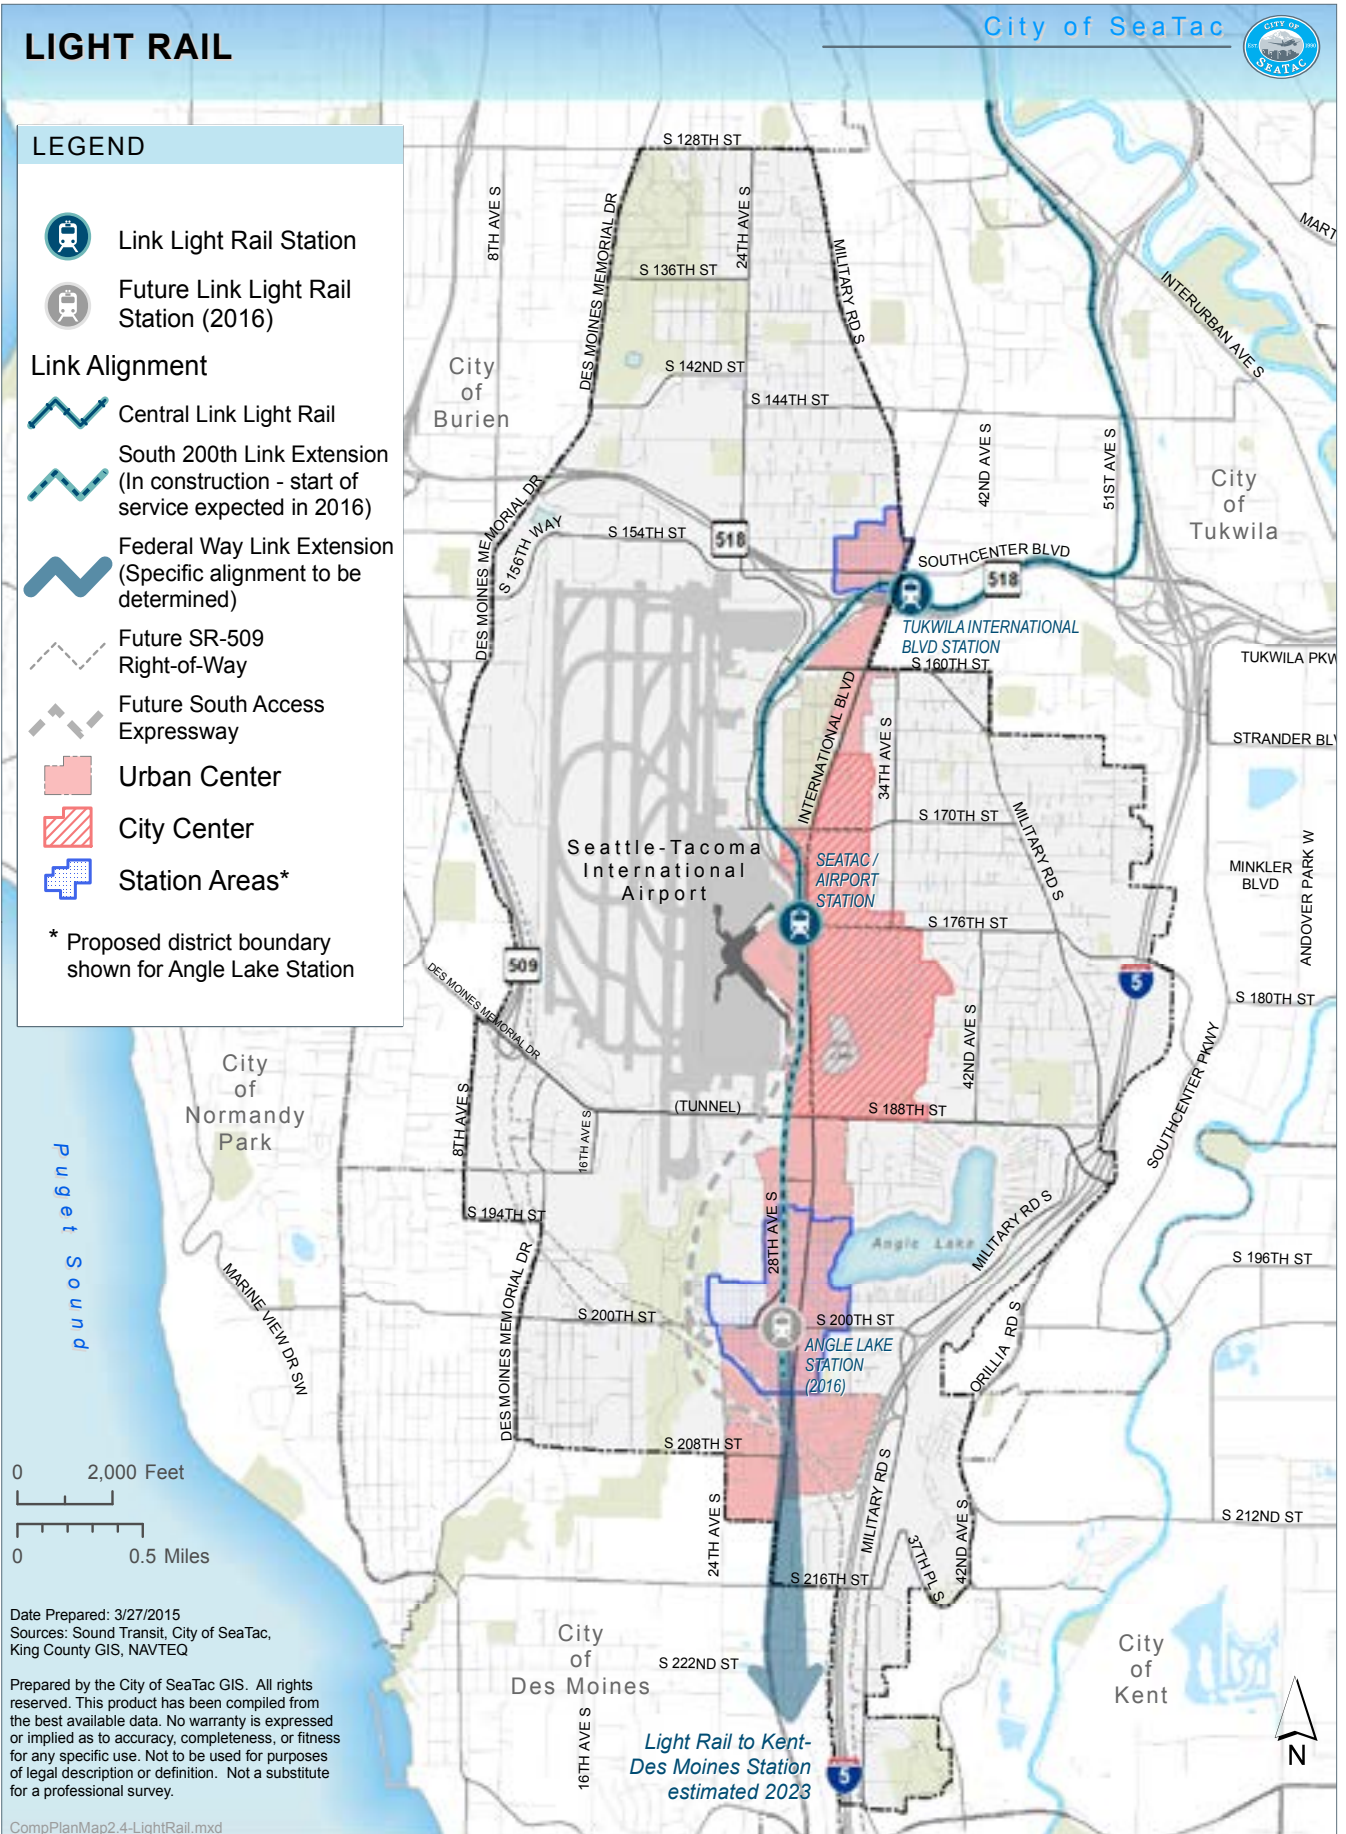 LIGHT RAIL
City of SeaTac
CITY OF
SEATAC
LEGEND
Link Light Rail Station
Future Link Light Rail
Station (2016)
Link Alignment
Central Link Light Rail
South 200th Link Extension
(In construction - start of
service expected in 2016)
Federal Way Link Extension
(Specific alignment to be
determined)
Future SR-509
Right-of-Way
Future South Access
Expressway
Urban Center
City Center
Station Areas*
* Proposed district boundary
shown for Angle Lake Station
S 128TH ST
8TH AVE S
DES MOINES MEMORIAL DR
24TH AVE S
MILITARY RD S
S 136TH ST
MART
INTERURBAN AVE S
City
of
Burien
S 142ND ST
S 144TH ST
42ND AVE S
51ST AVE S
City
of
Tukwila
DES MOINES MEMORIAL DR
S 156TH WAY
S 154TH ST
518
SOUTHCENTER BLVD
518
TUKWILA INTERNATIONAL
BLVD STATION
S 160TH ST
TUKWILA PKW
INTERNATIONAL BLVD
34TH AVE S
STRANDER BL
S 170TH ST
MILITARY RD S
Seattle-Tacoma
International
Airport
SEATAC /
AIRPORT
STATION
MINKLER
BLVD
ANDOVER PARK W
S 176TH ST
509
DES MOINES MEMORIAL DR
5
S 180TH ST
42ND AVE S
SOUTHCENTER PKWY
City
of
Normandy
Park
8TH AVE S
16TH AVE S
(TUNNEL)
S 188TH ST
Puget Sound
S 194TH ST
28TH AVE S
Angle Lake
MILITARY RD S
S 196TH ST
MARINE VIEW DR SW
DES MOINES MEMORIAL DR
S 200TH ST
S 200TH ST
ANGLE LAKE
STATION
(2016)
ORILLIA RD S
S 208TH ST
24TH AVE S
MILITARY RD S
37TH PL S
42ND AVE S
S 212ND ST
S 216TH ST
0 2,000 Feet
0 0.5 Miles
City
of
Des Moines
S 222ND ST
16TH AVE S
City
of
Kent
Light Rail to Kent-
Des Moines Station
estimated 2023
5
N
Date Prepared: 3/27/2015
Sources: Sound Transit, City of SeaTac,
King County GIS, NAVTEQ
Prepared by the City of SeaTac GIS. All rights
reserved. This product has been compiled from
the best available data. No warranty is expressed
or implied as to accuracy, completeness, or fitness
for any specific use. Not to be used for purposes
of legal description or definition. Not a substitute
for a professional survey.
CompPlanMap2.4-LightRail.mxd